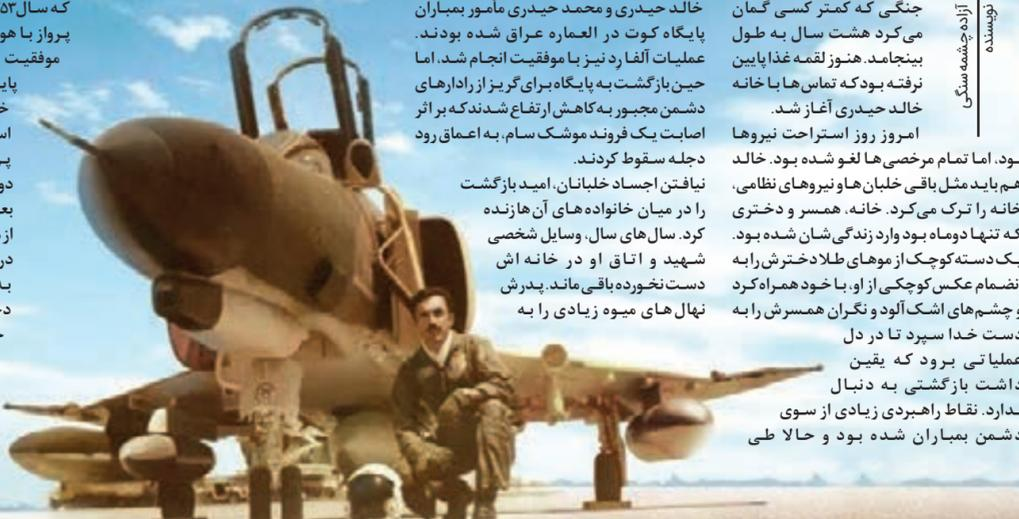 آزاده چشمه سنگی
نویسنده
جنگی که کمتر کسی گمان
می‌کرد هشت سال به طول
بینجامد. هنوز لقمه غذا پایین
نرفته بود که تماس‌ها با خانه
خالد حیدری آغاز شد.
امروز روز استراحت نیروها
بود، اما تمام مرخصی‌ها لغو شده بود. خالد
هم باید مثل باقی خلبان‌ها و نیروهای نظامی،
خانه را ترک می‌کرد. خانه، همسر و دختری
که تنها دوماه بود وارد زندگی‌شان شده بود.
یک دسته کوچک از موهای طلا دخترش را به
انضمام عکس کوچکی از او، با خود همراه کرد
و چشم‌های اشک‌آلود و نگران همسرش را به
دست خدا سپرد تا در دل
عملیاتی برود که یقین
داشت بازگشتی به دنبال
ندارد. نقاط راهبردی زیادی از سوی
دشمن بمباران شده بود و حالا طی
خالد حیدری و محمد حیدری مأمور بمباران
پایگاه کوت در العماره عراق شده بودند.
عملیات آلفا رد نیز با موفقیت انجام شد، اما
حین بازگشت به پایگاه برای گریز از رادارهای
دشمن مجبور به کاهش ارتفاع شدند که بر اثر
اصابت یک فروند موشک سام، به اعماق رود
دجله سقوط کردند.
نیافتن اجساد خلبانان، امید بازگشت
را در میان خانواده‌های آن‌ها زنده
کرد. سال‌های سال، وسایل شخصی
شهید و اتاق او در خانه اش
دست‌نخورده باقی ماند. پدرش
نهال‌های میوه زیادی را به
که سال ۵۳
پرواز با هو
موفقیت